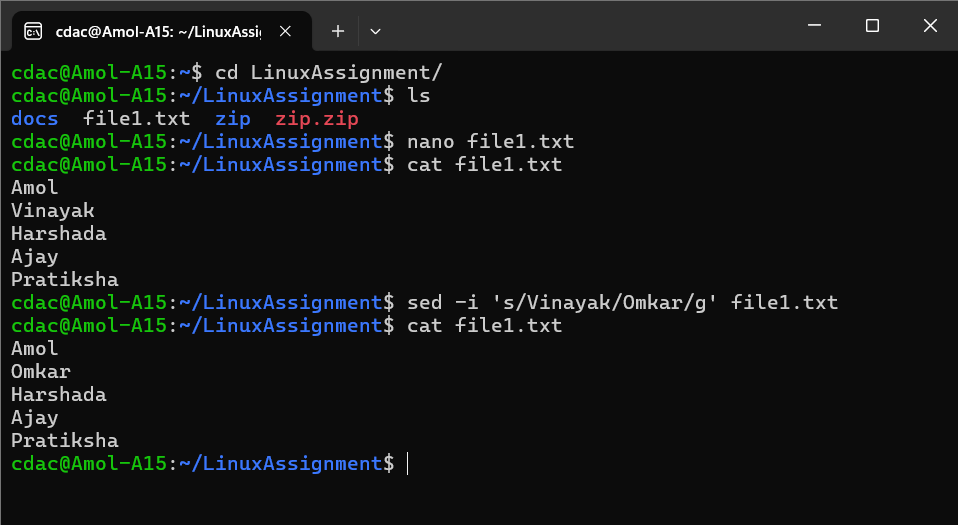 cdac@Amol-A15: ~/LinuxAssi
cdac@Amol-A15:~$ cd LinuxAssignment/
cdac@Amol-A15:~/LinuxAssignment$ ls
docs  file1.txt  zip  zip.zip
cdac@Amol-A15:~/LinuxAssignment$ nano file1.txt
cdac@Amol-A15:~/LinuxAssignment$ cat file1.txt
Amol
Vinayak
Harshada
Ajay
Pratiksha
cdac@Amol-A15:~/LinuxAssignment$ sed -i 's/Vinayak/Omkar/g' file1.txt
cdac@Amol-A15:~/LinuxAssignment$ cat file1.txt
Amol
Omkar
Harshada
Ajay
Pratiksha
cdac@Amol-A15:~/LinuxAssignment$